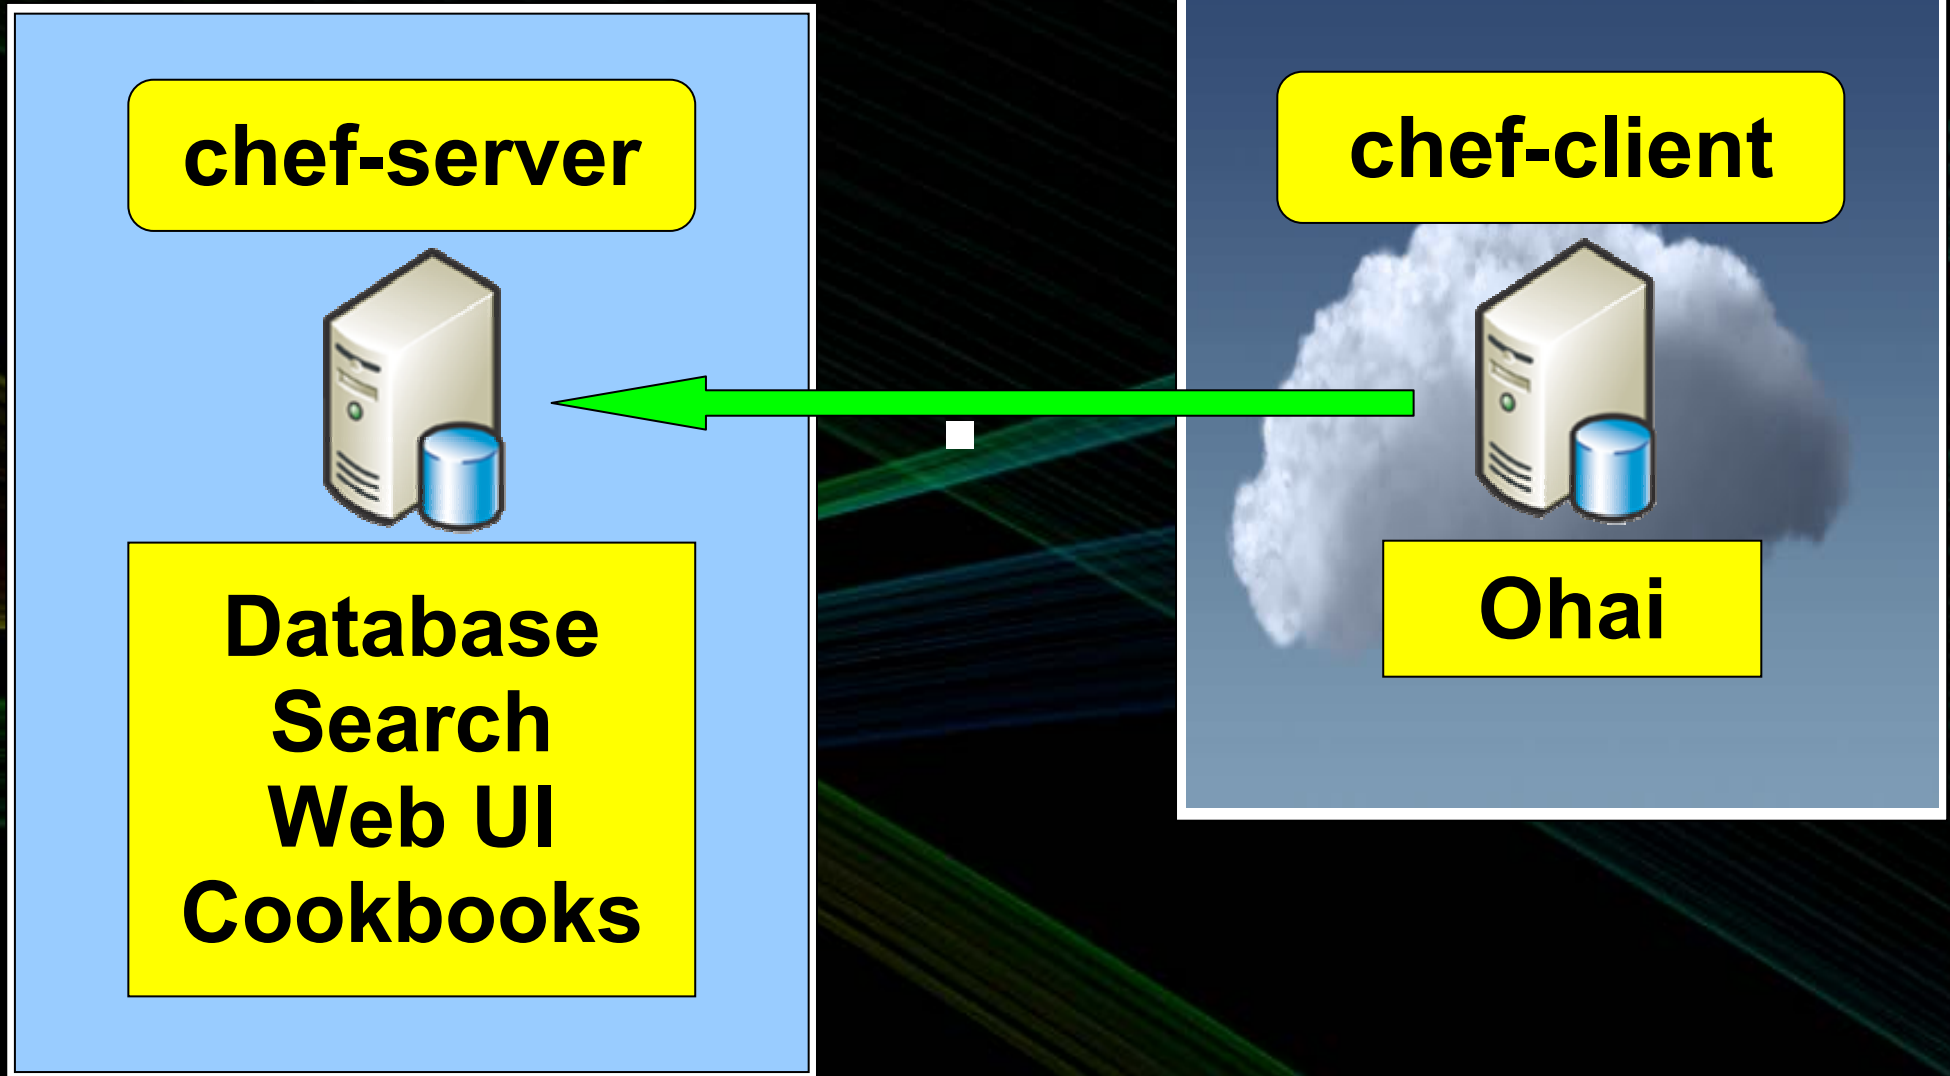 chef-server
Database
Search
Web UI
Cookbooks
chef-client
Ohai